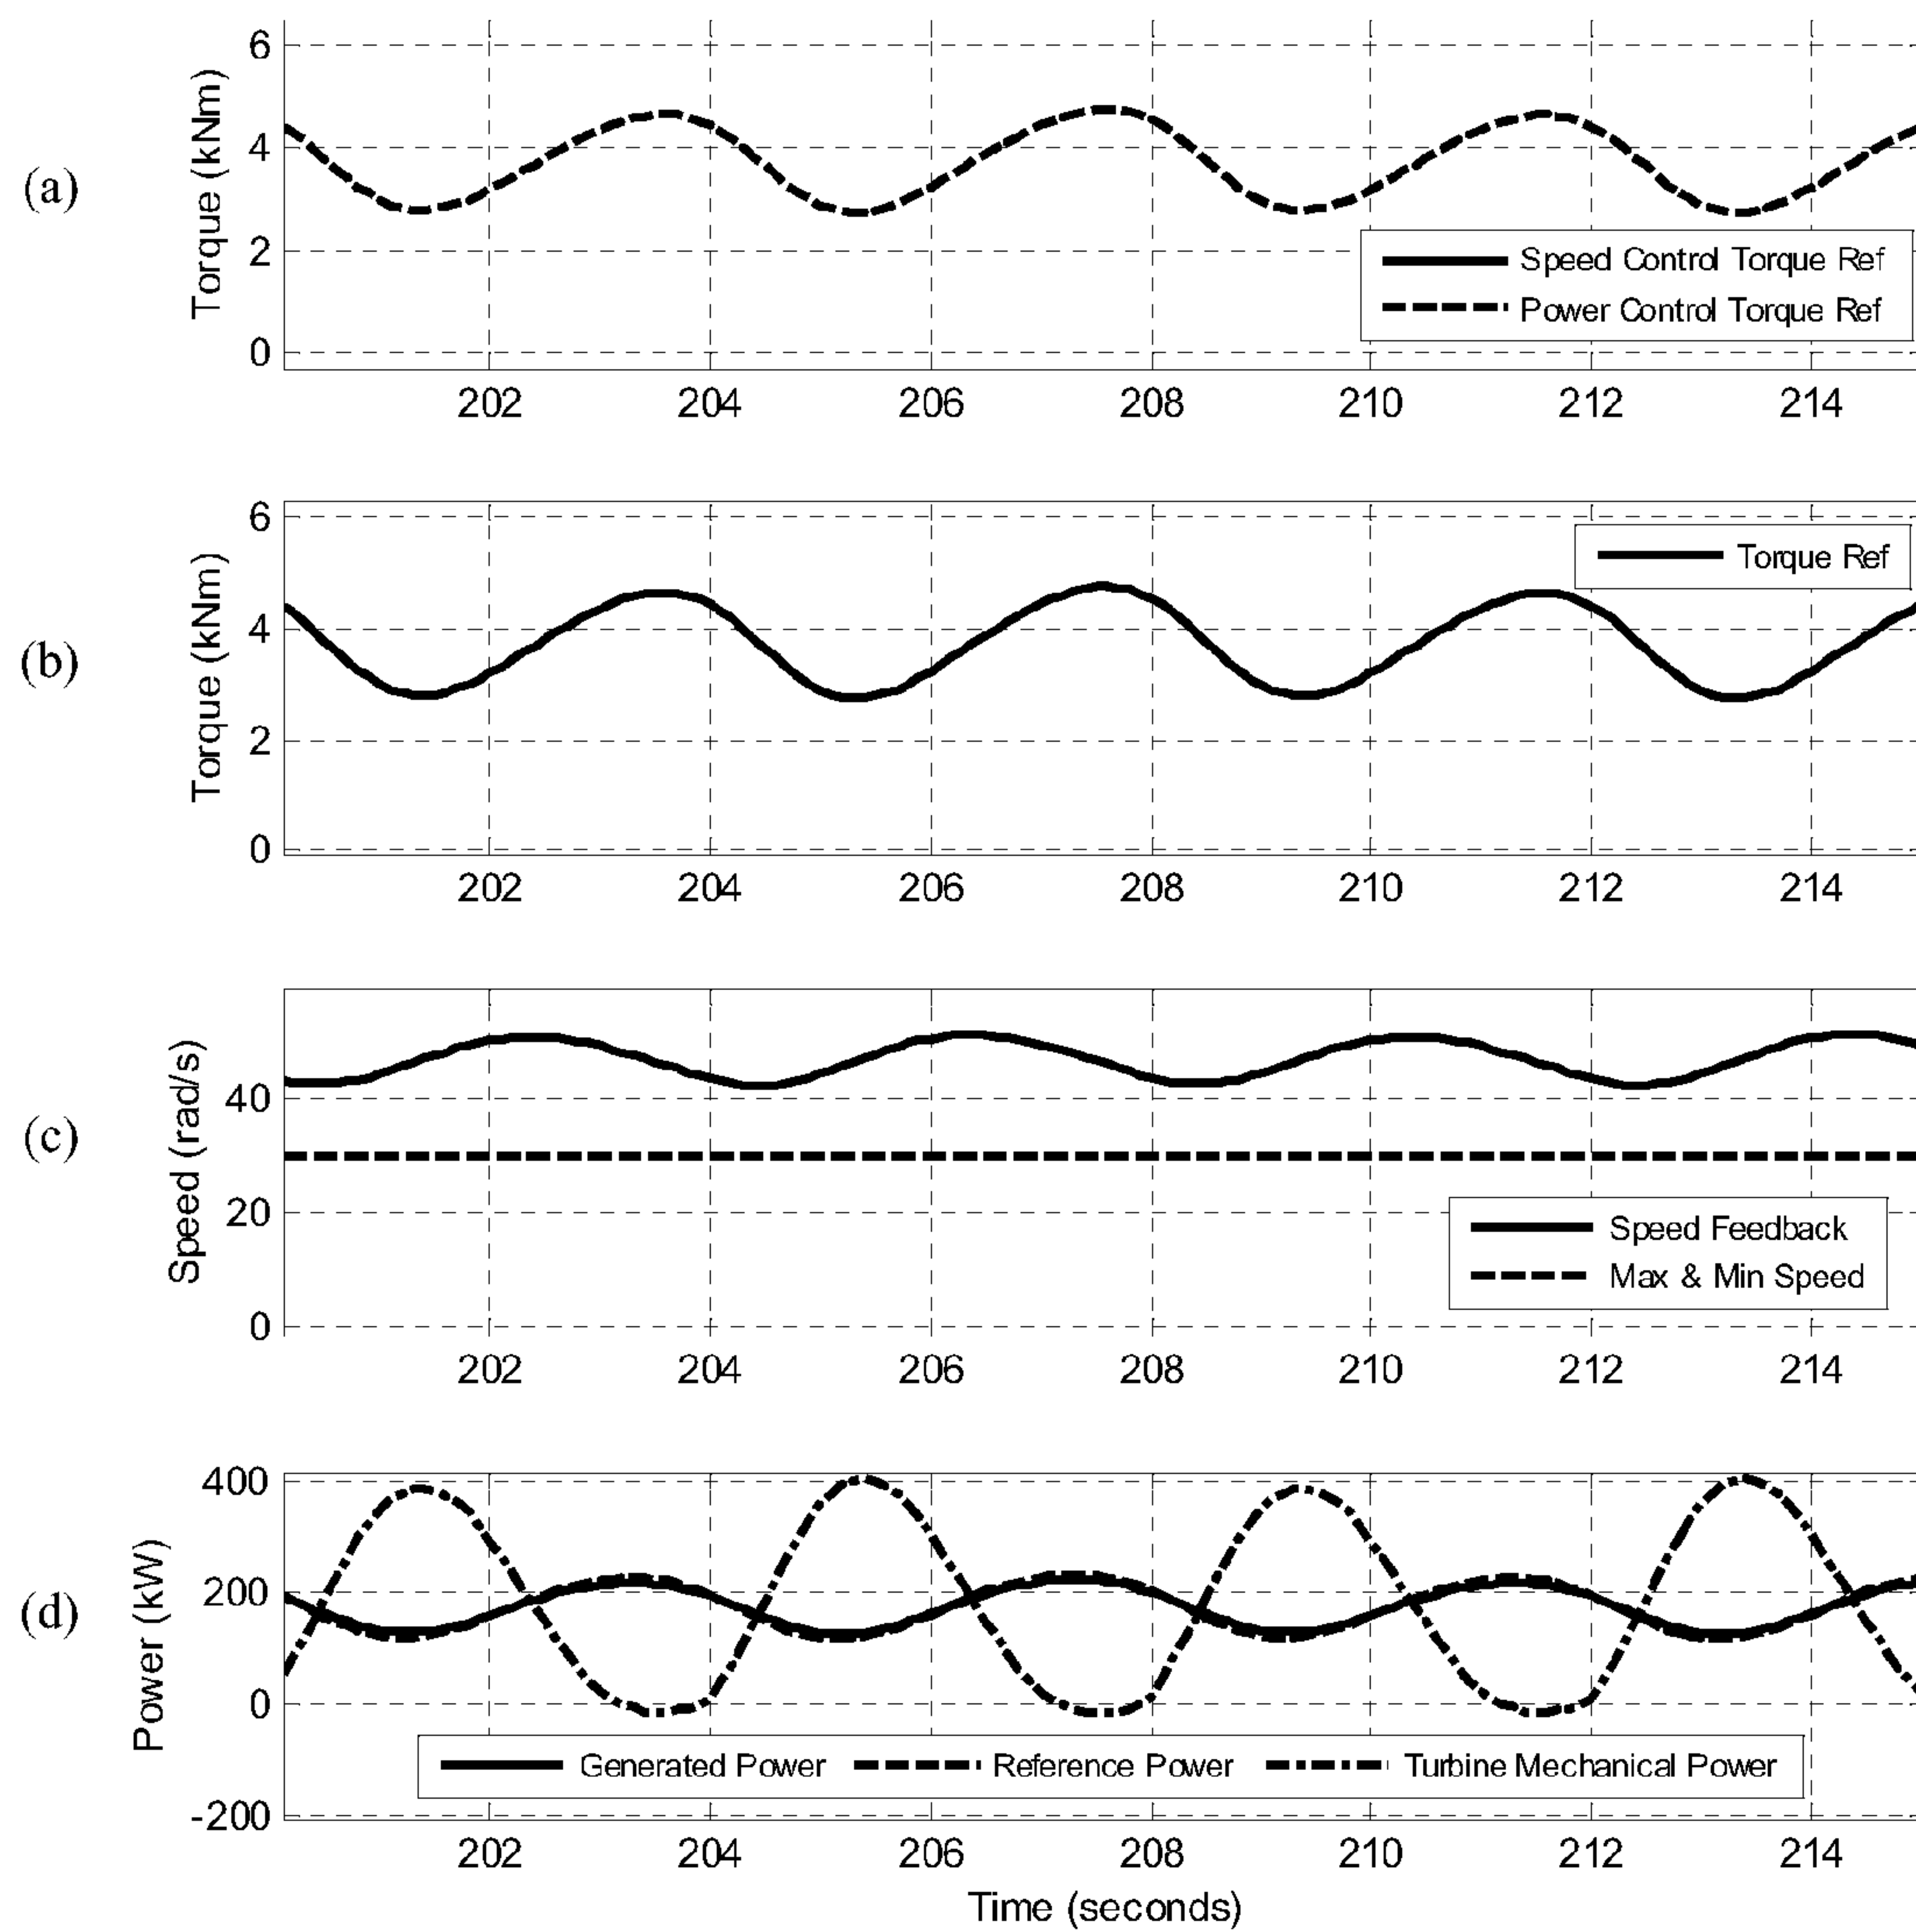 (a)
Torque (kNm)
6
4
2
0
Speed Control Torque Ref
Power Control Torque Ref
202 204 206 208 210 212 214
(b)
Torque (kNm)
6
4
2
0
Torque Ref
202 204 206 208 210 212 214
(c)
Speed (rad/s)
40
20
0
Speed Feedback
Max & Min Speed
202 204 206 208 210 212 214
(d)
Power (kW)
400
200
0
-200
Generated Power Reference Power Turbine Mechanical Power
202 204 206 208 210 212 214
Time (seconds)